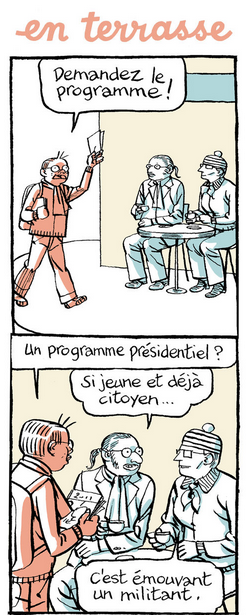 en terrasse
Demandez le
programme!
Un programme présidentiel ?
Si jeune et déjà
citoyen...
C'est émouvant
un militant.